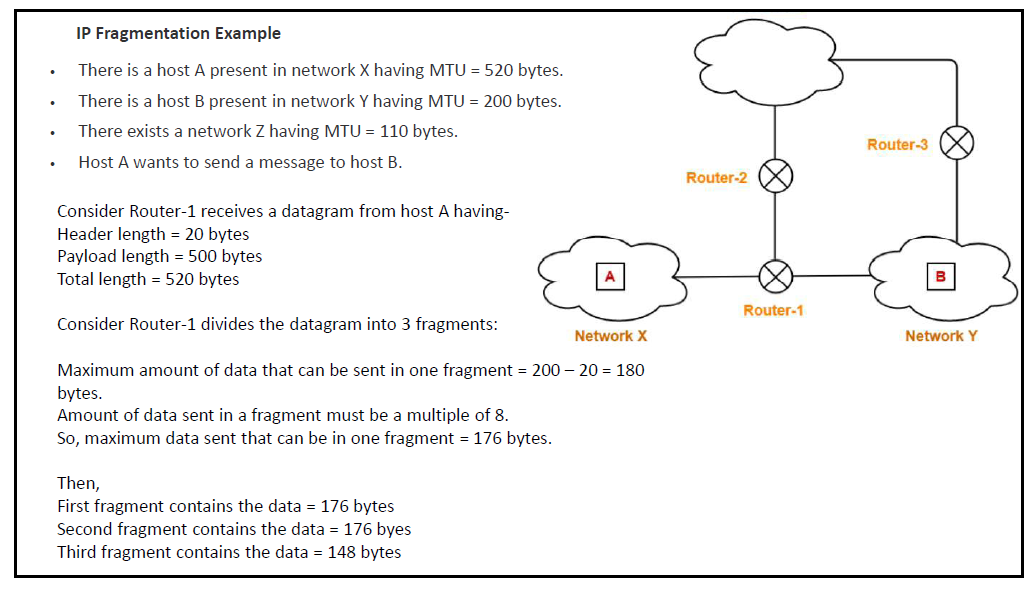 IP Fragmentation Example
• There is a host A present in network X having MTU = 520 bytes.
• There is a host B present in network Y having MTU = 200 bytes.
• There exists a network Z having MTU = 110 bytes.
• Host A wants to send a message to host B.
Consider Router-1 receives a datagram from host A having-
Header length = 20 bytes
Payload length = 500 bytes
Total length = 520 bytes
Consider Router-1 divides the datagram into 3 fragments:
Maximum amount of data that can be sent in one fragment = 200 – 20 = 180
bytes.
Amount of data sent in a fragment must be a multiple of 8.
So, maximum data sent that can be in one fragment = 176 bytes.
Then,
First fragment contains the data = 176 bytes
Second fragment contains the data = 176 byes
Third fragment contains the data = 148 bytes
Router-3
Router-2
A
B
Router-1
Network X
Network Y